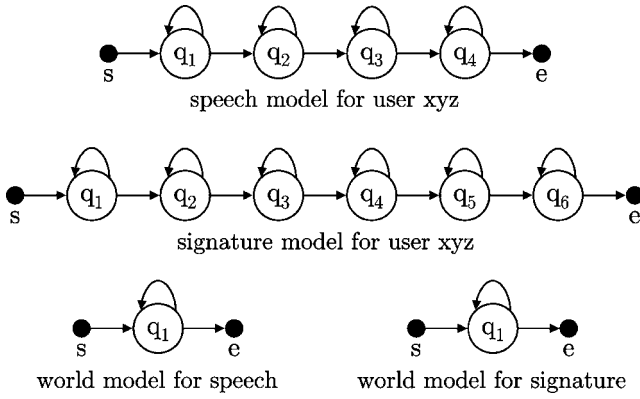 q1 q2 q3 q4
s e
speech model for user xyz
q1 q2 q3 q4 q5 q6
s e
signature model for user xyz
q1 q1
s e s e
world model for speech world model for signature